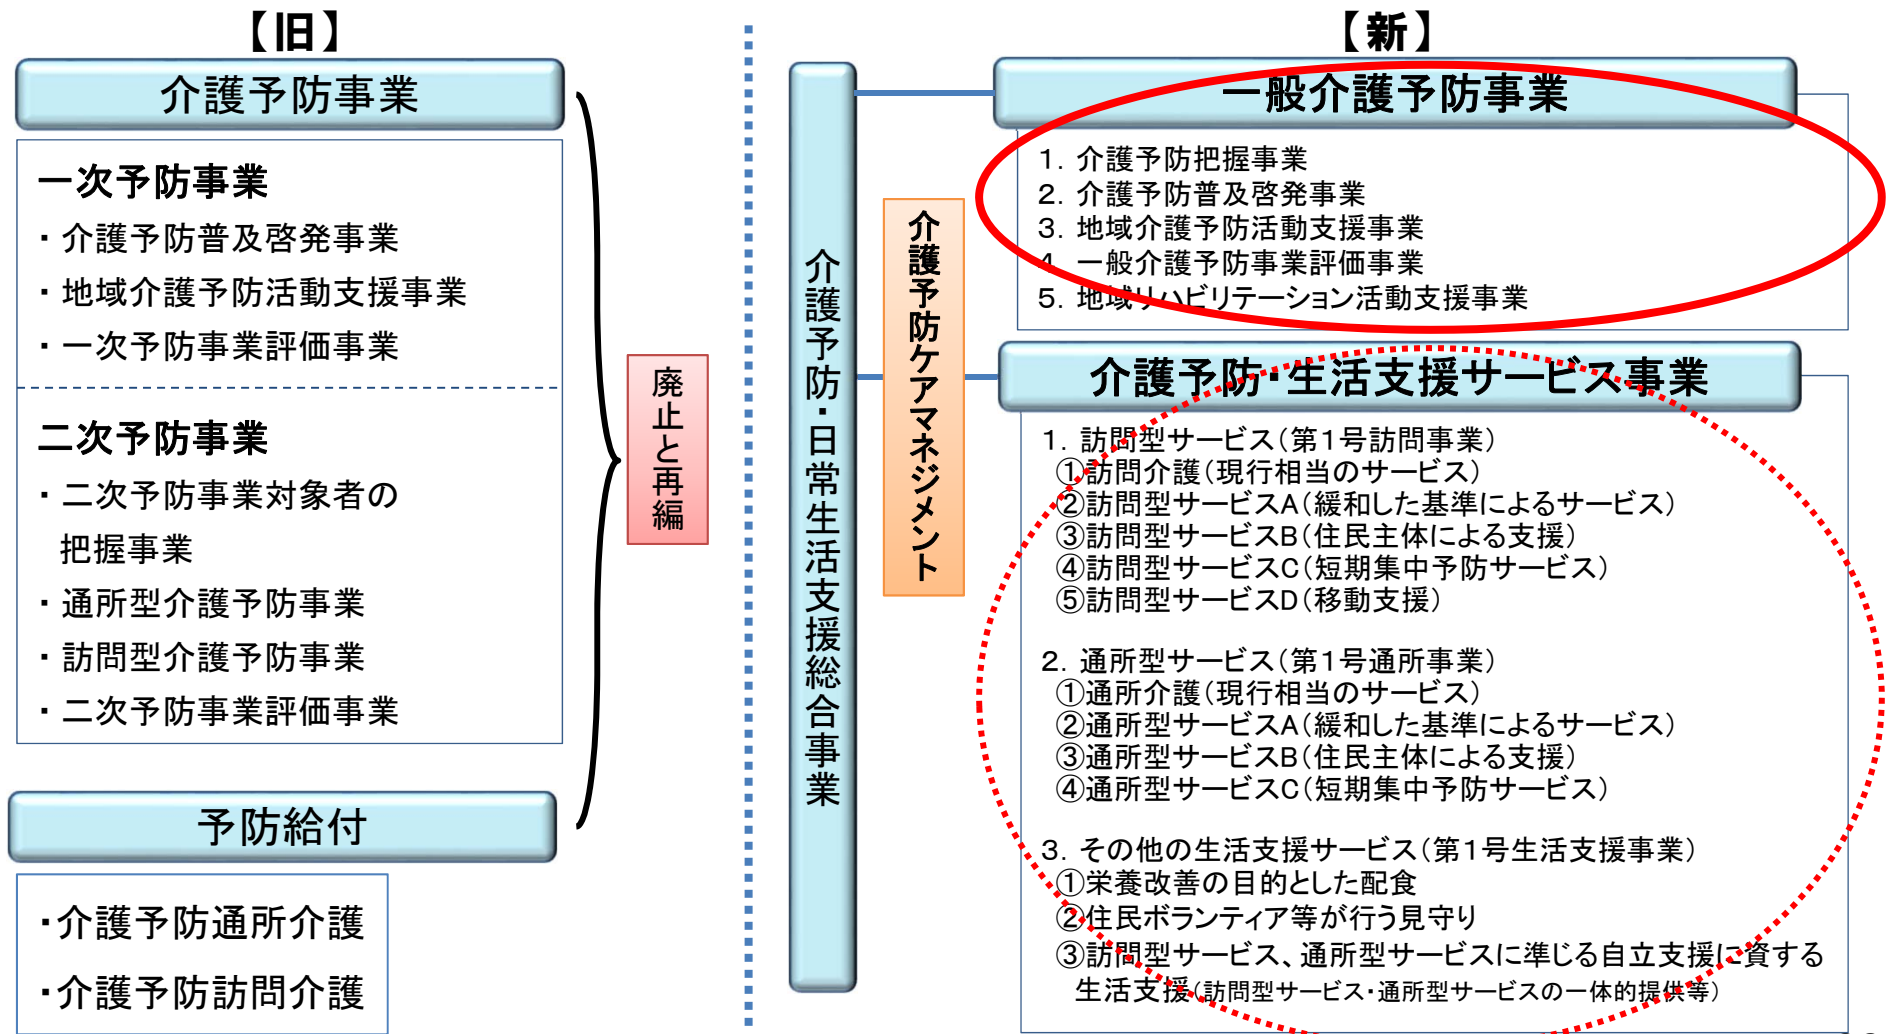 【旧】
介護予防事業
一次予防事業
・介護予防普及啓発事業
・地域介護予防活動支援事業
・一次予防事業評価事業
二次予防事業
・二次予防事業対象者の
把握事業
・通所型介護予防事業
・訪問型介護予防事業
・二次予防事業評価事業
予防給付
・介護予防通所介護
・介護予防訪問介護
廃止と再編
【新】
介護予防・日常生活支援総合事業
介護予防ケアマネジメント
一般介護予防事業
1. 介護予防把握事業
2. 介護予防普及啓発事業
3. 地域介護予防活動支援事業
4. 一般介護予防事業評価事業
5. 地域リハビリテーション活動支援事業
介護予防・生活支援サービス事業
1. 訪問型サービス(第1号訪問事業)
①訪問介護(現行相当のサービス)
②訪問型サービスA(緩和した基準によるサービス)
③訪問型サービスB(住民主体による支援)
④訪問型サービスC(短期集中予防サービス)
⑤訪問型サービスD(移動支援)
2. 通所型サービス(第1号通所事業)
①通所介護(現行相当のサービス)
②通所型サービスA(緩和した基準によるサービス)
③通所型サービスB(住民主体による支援)
④通所型サービスC(短期集中予防サービス)
3. その他の生活支援サービス(第1号生活支援事業)
①栄養改善の目的とした配食
②住民ボランティア等が行う見守り
③訪問型サービス、通所型サービスに準じる自立支援に資する
生活支援(訪問型サービス・通所型サービスの一体的提供等)